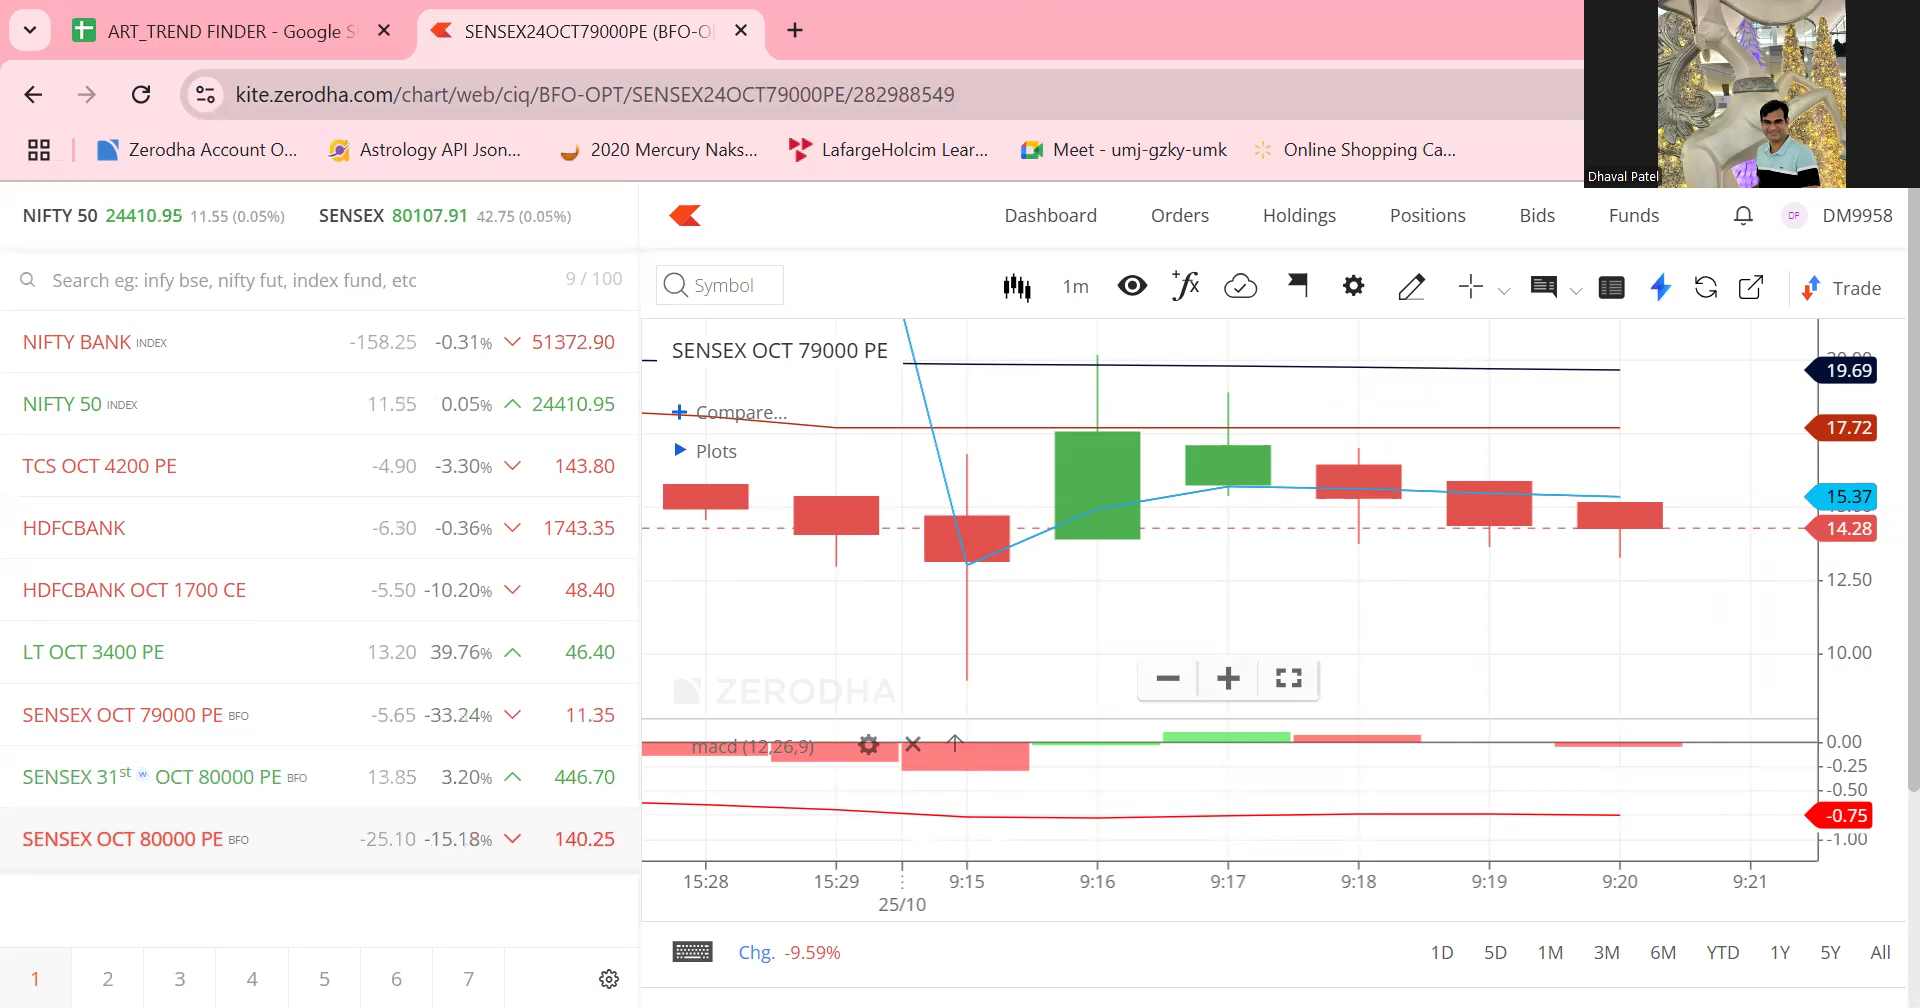 ART_TREND FINDER - Google S
SENSEX24OCT79000PE (BFO-O
kite.zerodha.com/chart/web/ciq/BFO-OPT/SENSEX24OCT79000PE/282988549
Zerodha Account O...
Astrology API Json...
2020 Mercury Naks...
LafargeHolcim Lear...
Meet - umj-gzky-umk
Online Shopping Ca...
Dhaval Patel
NIFTY 50 24410.95 11.55 (0.05%)
SENSEX 80107.91 42.75 (0.05%)
Dashboard
Orders
Holdings
Positions
Bids
Funds
DP
DM9958
Search eg: infy bse, nifty fut, index fund, etc
9 / 100
NIFTY BANK INDEX -158.25 -0.31% 51372.90
NIFTY 50 INDEX 11.55 0.05% 24410.95
TCS OCT 4200 PE -4.90 -3.30% 143.80
HDFCBANK -6.30 -0.36% 1743.35
HDFCBANK OCT 1700 CE -5.50 -10.20% 48.40
LT OCT 3400 PE 13.20 39.76% 46.40
SENSEX OCT 79000 PE BFO -5.65 -33.24% 11.35
SENSEX 31st w OCT 80000 PE BFO 13.85 3.20% 446.70
SENSEX OCT 80000 PE BFO -25.10 -15.18% 140.25
1 2 3 4 5 6 7
Symbol
1m
Trade
SENSEX OCT 79000 PE
Compare...
Plots
19.69
17.72
15.37
14.28
12.50
10.00
ZERODHA
macd (12,26,9)
0.00
-0.25
-0.50
-0.75
-1.00
15:28 15:29 9:15 9:16 9:17 9:18 9:19 9:20 9:21
25/10
Chg. -9.59%
1D 5D 1M 3M 6M YTD 1Y 5Y All